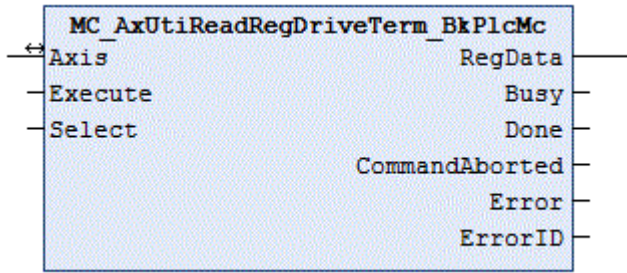 MC_AxUtiReadRegDriveTerm_BkPlcMc
Axis RegData
Execute Busy
Select Done
CommandAborted
Error
ErrorID